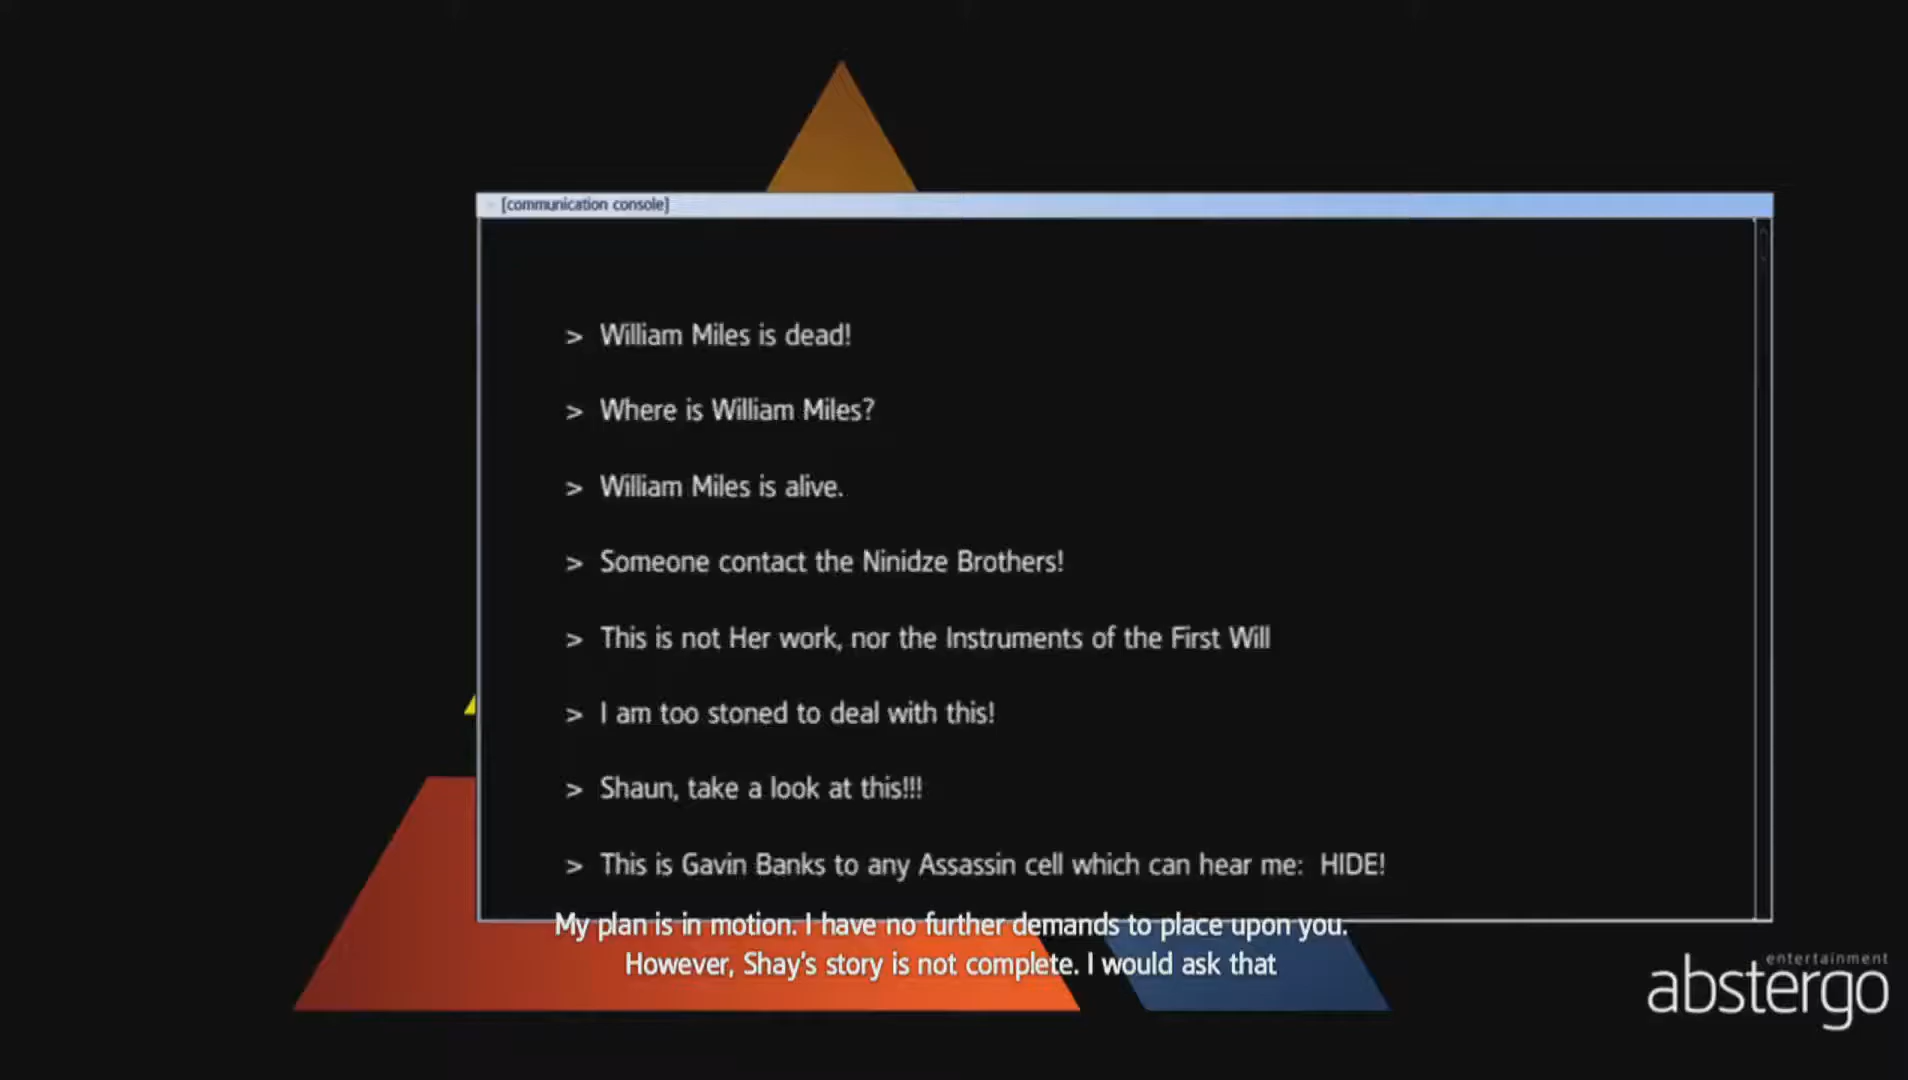 [communication console]
> William Miles is dead!
> Where is William Miles?
> William Miles is alive.
> Someone contact the Ninidze Brothers!
> This is not Her work, nor the Instruments of the First Will
> I am too stoned to deal with this!
> Shaun, take a look at this!!!
> This is Gavin Banks to any Assassin cell which can hear me: HIDE!
My plan is in motion. I have no further demands to place upon you.
However, Shay's story is not complete. I would ask that
entertainment
abstergo